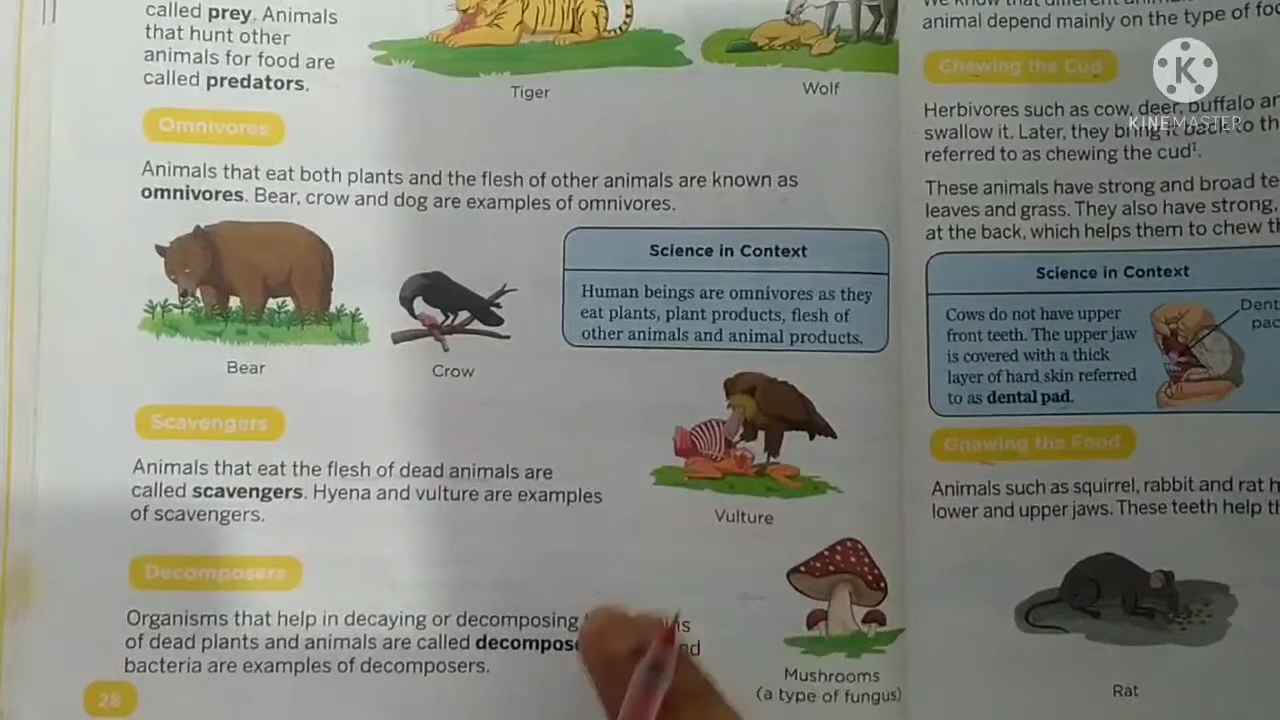 called prey. Animals
that hunt other
animals for food are
called predators.
Tiger
Wolf
Omnivores
Animals that eat both plants and the flesh of other animals are known as
omnivores. Bear, crow and dog are examples of omnivores.
Bear
Crow
Science in Context
Human beings are omnivores as they
eat plants, plant products, flesh of
other animals and animal products.
Scavengers
Animals that eat the flesh of dead animals are
called scavengers. Hyena and vulture are examples
of scavengers.
Vulture
Decomposers
Organisms that help in decaying or decomposing
of dead plants and animals are called
bacteria are examples of decomposers.
Mushrooms
(a type of fungus)
28
animal depend mainly on the type of
Chewing the Cud
Herbivores such as cow, deer, buffalo
swallow it. Later, they bring it back to
referred to as chewing the cud¹.
These animals have strong and broad
leaves and grass. They also have strong,
at the back, which helps them to chew
Science in Context
Cows do not have upper
front teeth. The upper jaw
is covered with a thick
layer of hard skin referred
to as dental pad.
Gnawing the Food
Animals such as squirrel, rabbit and rat
lower and upper jaws. These teeth help
Rat
K
KINEMASTER